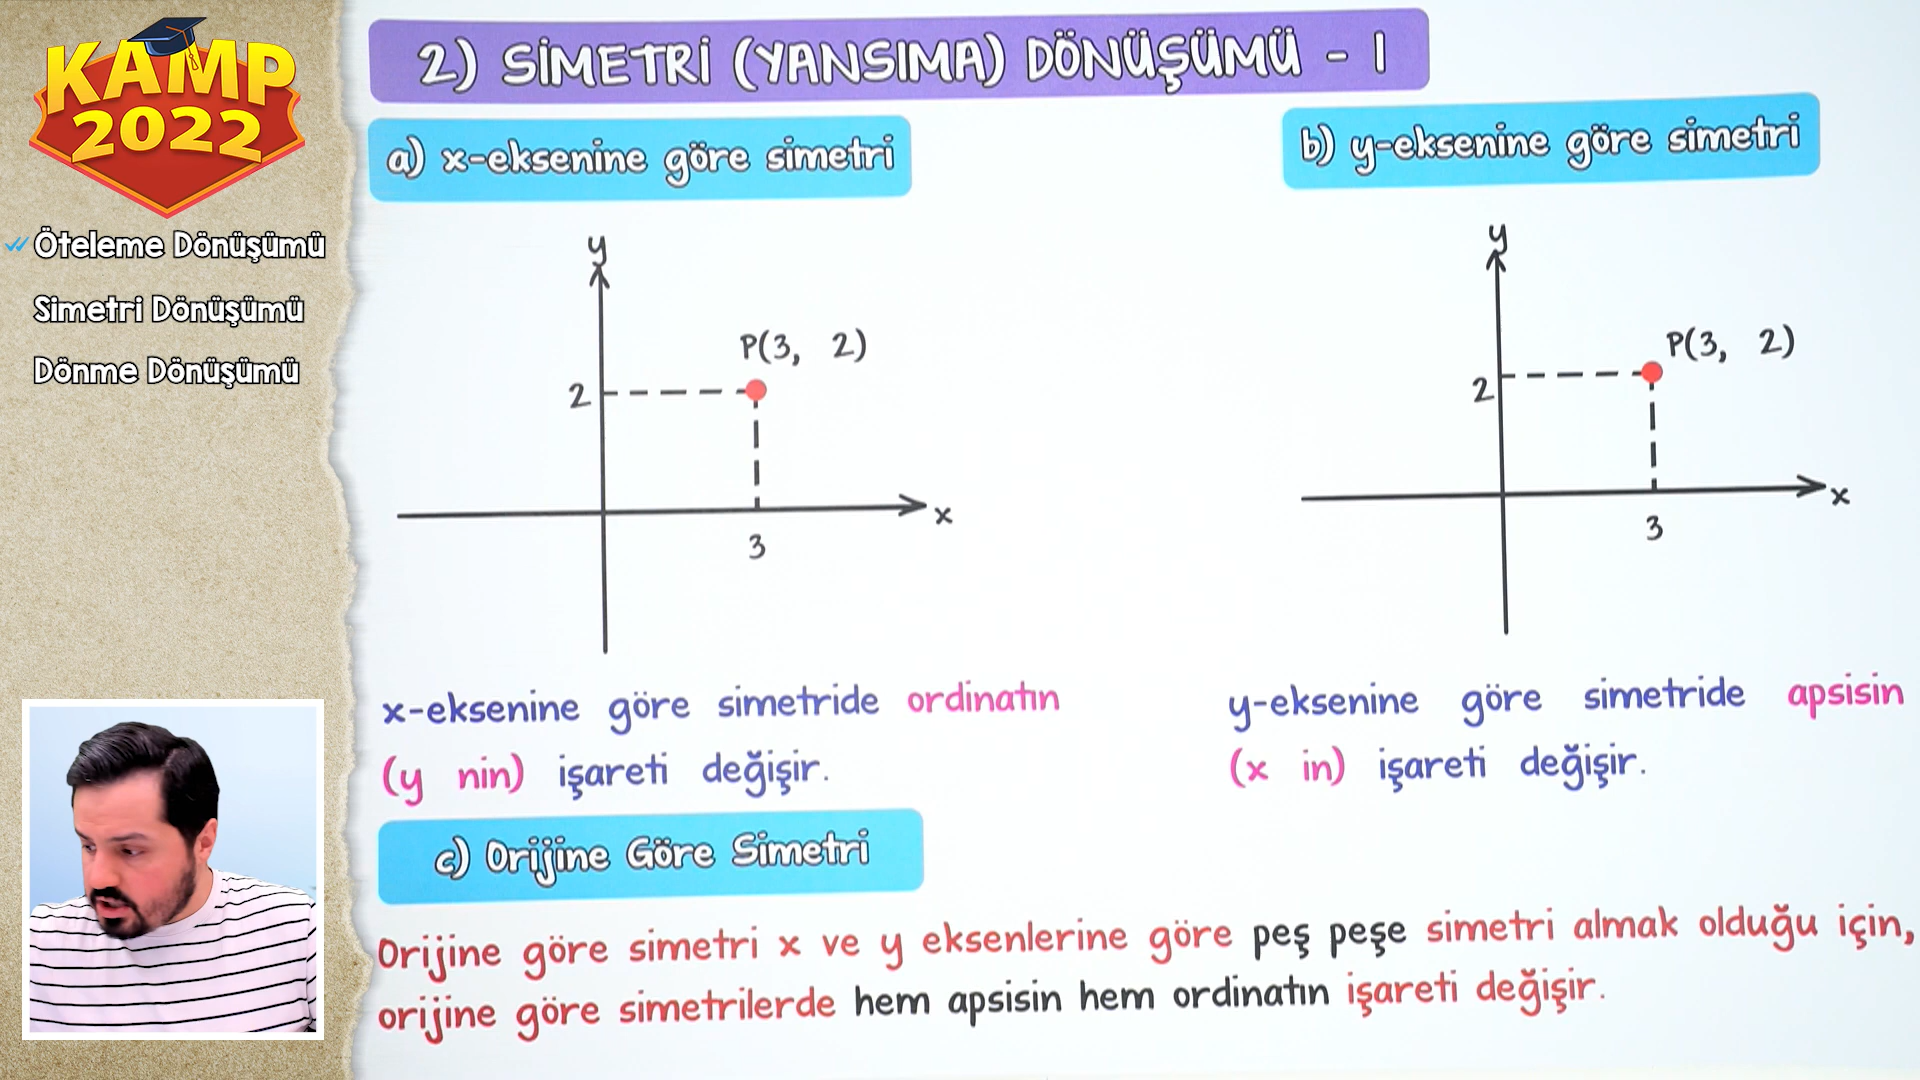 KAMP
2022
Öteleme Dönüşümü
Simetri Dönüşümü
Dönme Dönüşümü
2) SİMETRİ (YANSIMA) DÖNÜŞÜMÜ - 1
a) x-eksenine göre simetri
y
P(3, 2)
2
x
3
x-eksenine göre simetride ordinatın
(y nin) işareti değişir.
b) y-eksenine göre simetri
y
P(3, 2)
2
x
3
y-eksenine göre simetride apsisin
(x in) işareti değişir.
c) Orijine Göre Simetri
Orijine göre simetri x ve y eksenlerine göre peş peşe simetri almak olduğu için,
orijine göre simetrilerde hem apsisin hem ordinatın işareti değişir.